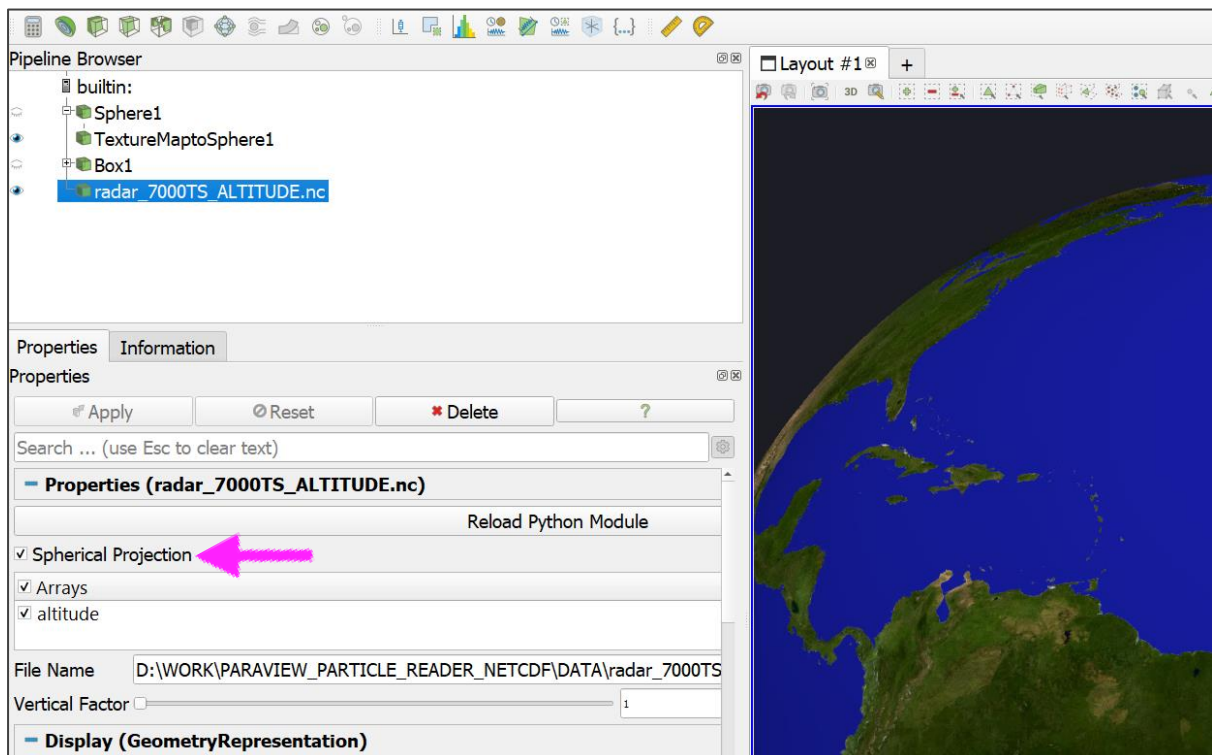 {...}
Pipeline Browser
Layout #1
+
builtin:
3D
Sphere1
TextureMaptoSphere1
Box1
radar_7000TS_ALTITUDE.nc
Properties Information
Properties
Apply Reset Delete ?
Search ... (use Esc to clear text)
Properties (radar_7000TS_ALTITUDE.nc)
Reload Python Module
Spherical Projection
Arrays
altitude
File Name D:\WORK\PARAVIEW_PARTICLE_READER_NETCDF\DATA\radar_7000TS
Vertical Factor 1
Display (GeometryRepresentation)